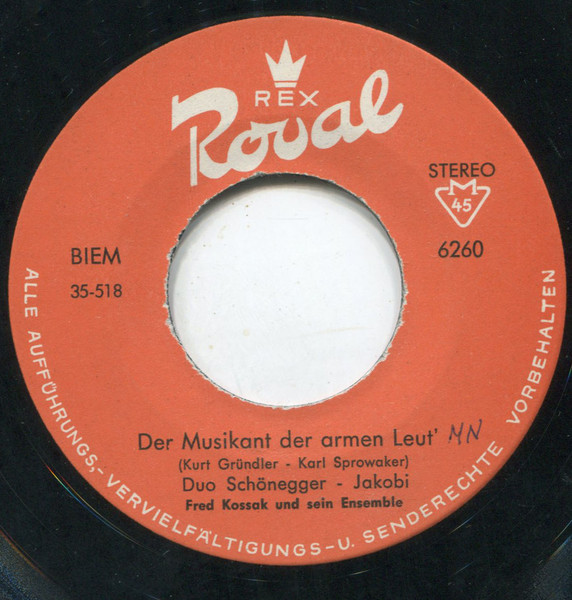 REX
Royal
STEREO
M
45
BIEM
6260
35-518
Der Musikant der armen Leut' MN
(Kurt Gründler - Karl Sprowaker)
Duo Schönegger - Jakobi
Fred Kossak und sein Ensemble
ALLE AUFFÜHRUNGS,- VERVIELFÄLTIGUNGS-U. SENDERECHTE VORBEHALTEN